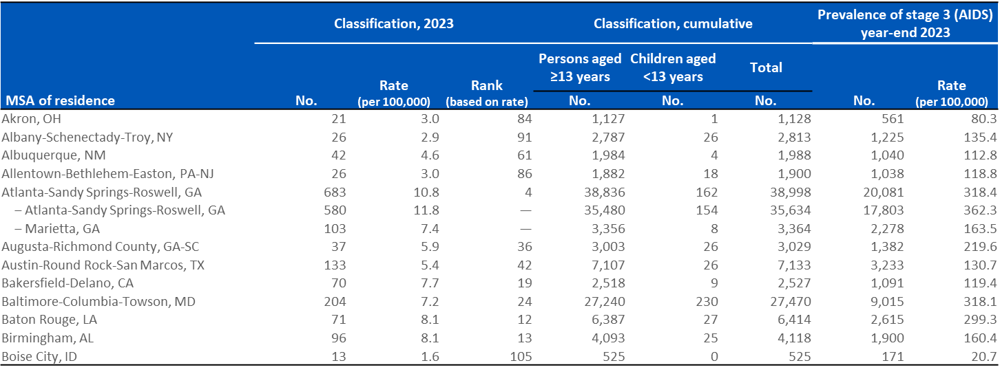 Classification, 2023 Classification, cumulative Prevalence of stage 3 (AIDS) year-end 2023
Persons aged ≥13 years Children aged <13 years Total
MSA of residence No. Rate (per 100,000) Rank (based on rate) No. No. No. No. Rate (per 100,000)
Akron, OH 21 3.0 84 1,127 1 1,128 561 80.3
Albany-Schenectady-Troy, NY 26 2.9 91 2,787 26 2,813 1,225 135.4
Albuquerque, NM 42 4.6 61 1,984 4 1,988 1,040 112.8
Allentown-Bethlehem-Easton, PA-NJ 26 3.0 86 1,882 18 1,900 1,038 118.8
Atlanta-Sandy Springs-Roswell, GA 683 10.8 4 38,836 162 38,998 20,081 318.4
– Atlanta-Sandy Springs-Roswell, GA 580 11.8 — 35,480 154 35,634 17,803 362.3
– Marietta, GA 103 7.4 — 3,356 8 3,364 2,278 163.5
Augusta-Richmond County, GA-SC 37 5.9 36 3,003 26 3,029 1,382 219.6
Austin-Round Rock-San Marcos, TX 133 5.4 42 7,107 26 7,133 3,233 130.7
Bakersfield-Delano, CA 70 7.7 19 2,518 9 2,527 1,091 119.4
Baltimore-Columbia-Towson, MD 204 7.2 24 27,240 230 27,470 9,015 318.1
Baton Rouge, LA 71 8.1 12 6,387 27 6,414 2,615 299.3
Birmingham, AL 96 8.1 13 4,093 25 4,118 1,900 160.4
Boise City, ID 13 1.6 105 525 0 525 171 20.7